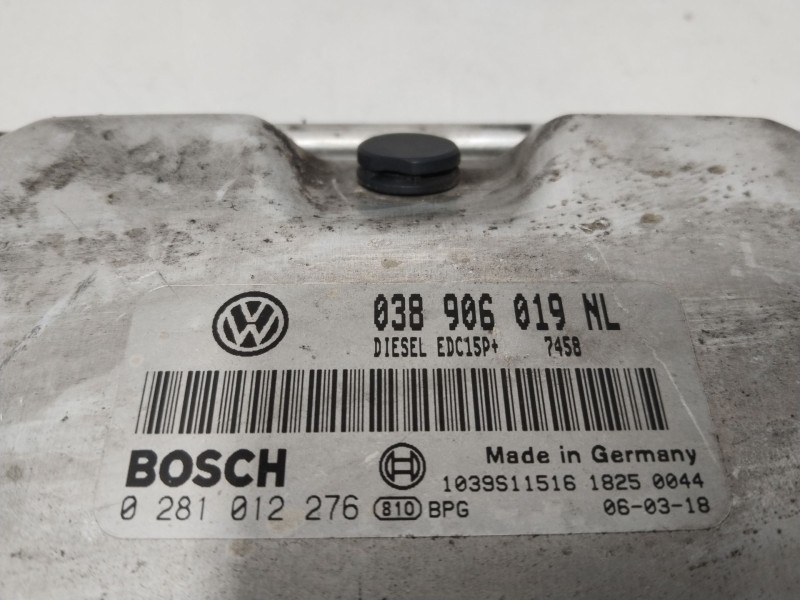 038 906 019 NL
DIESEL EDC15P+ 7458
BOSCH
Made in Germany
1039S11516 1825 0044
0 281 012 276 810 BPG 06-03-18